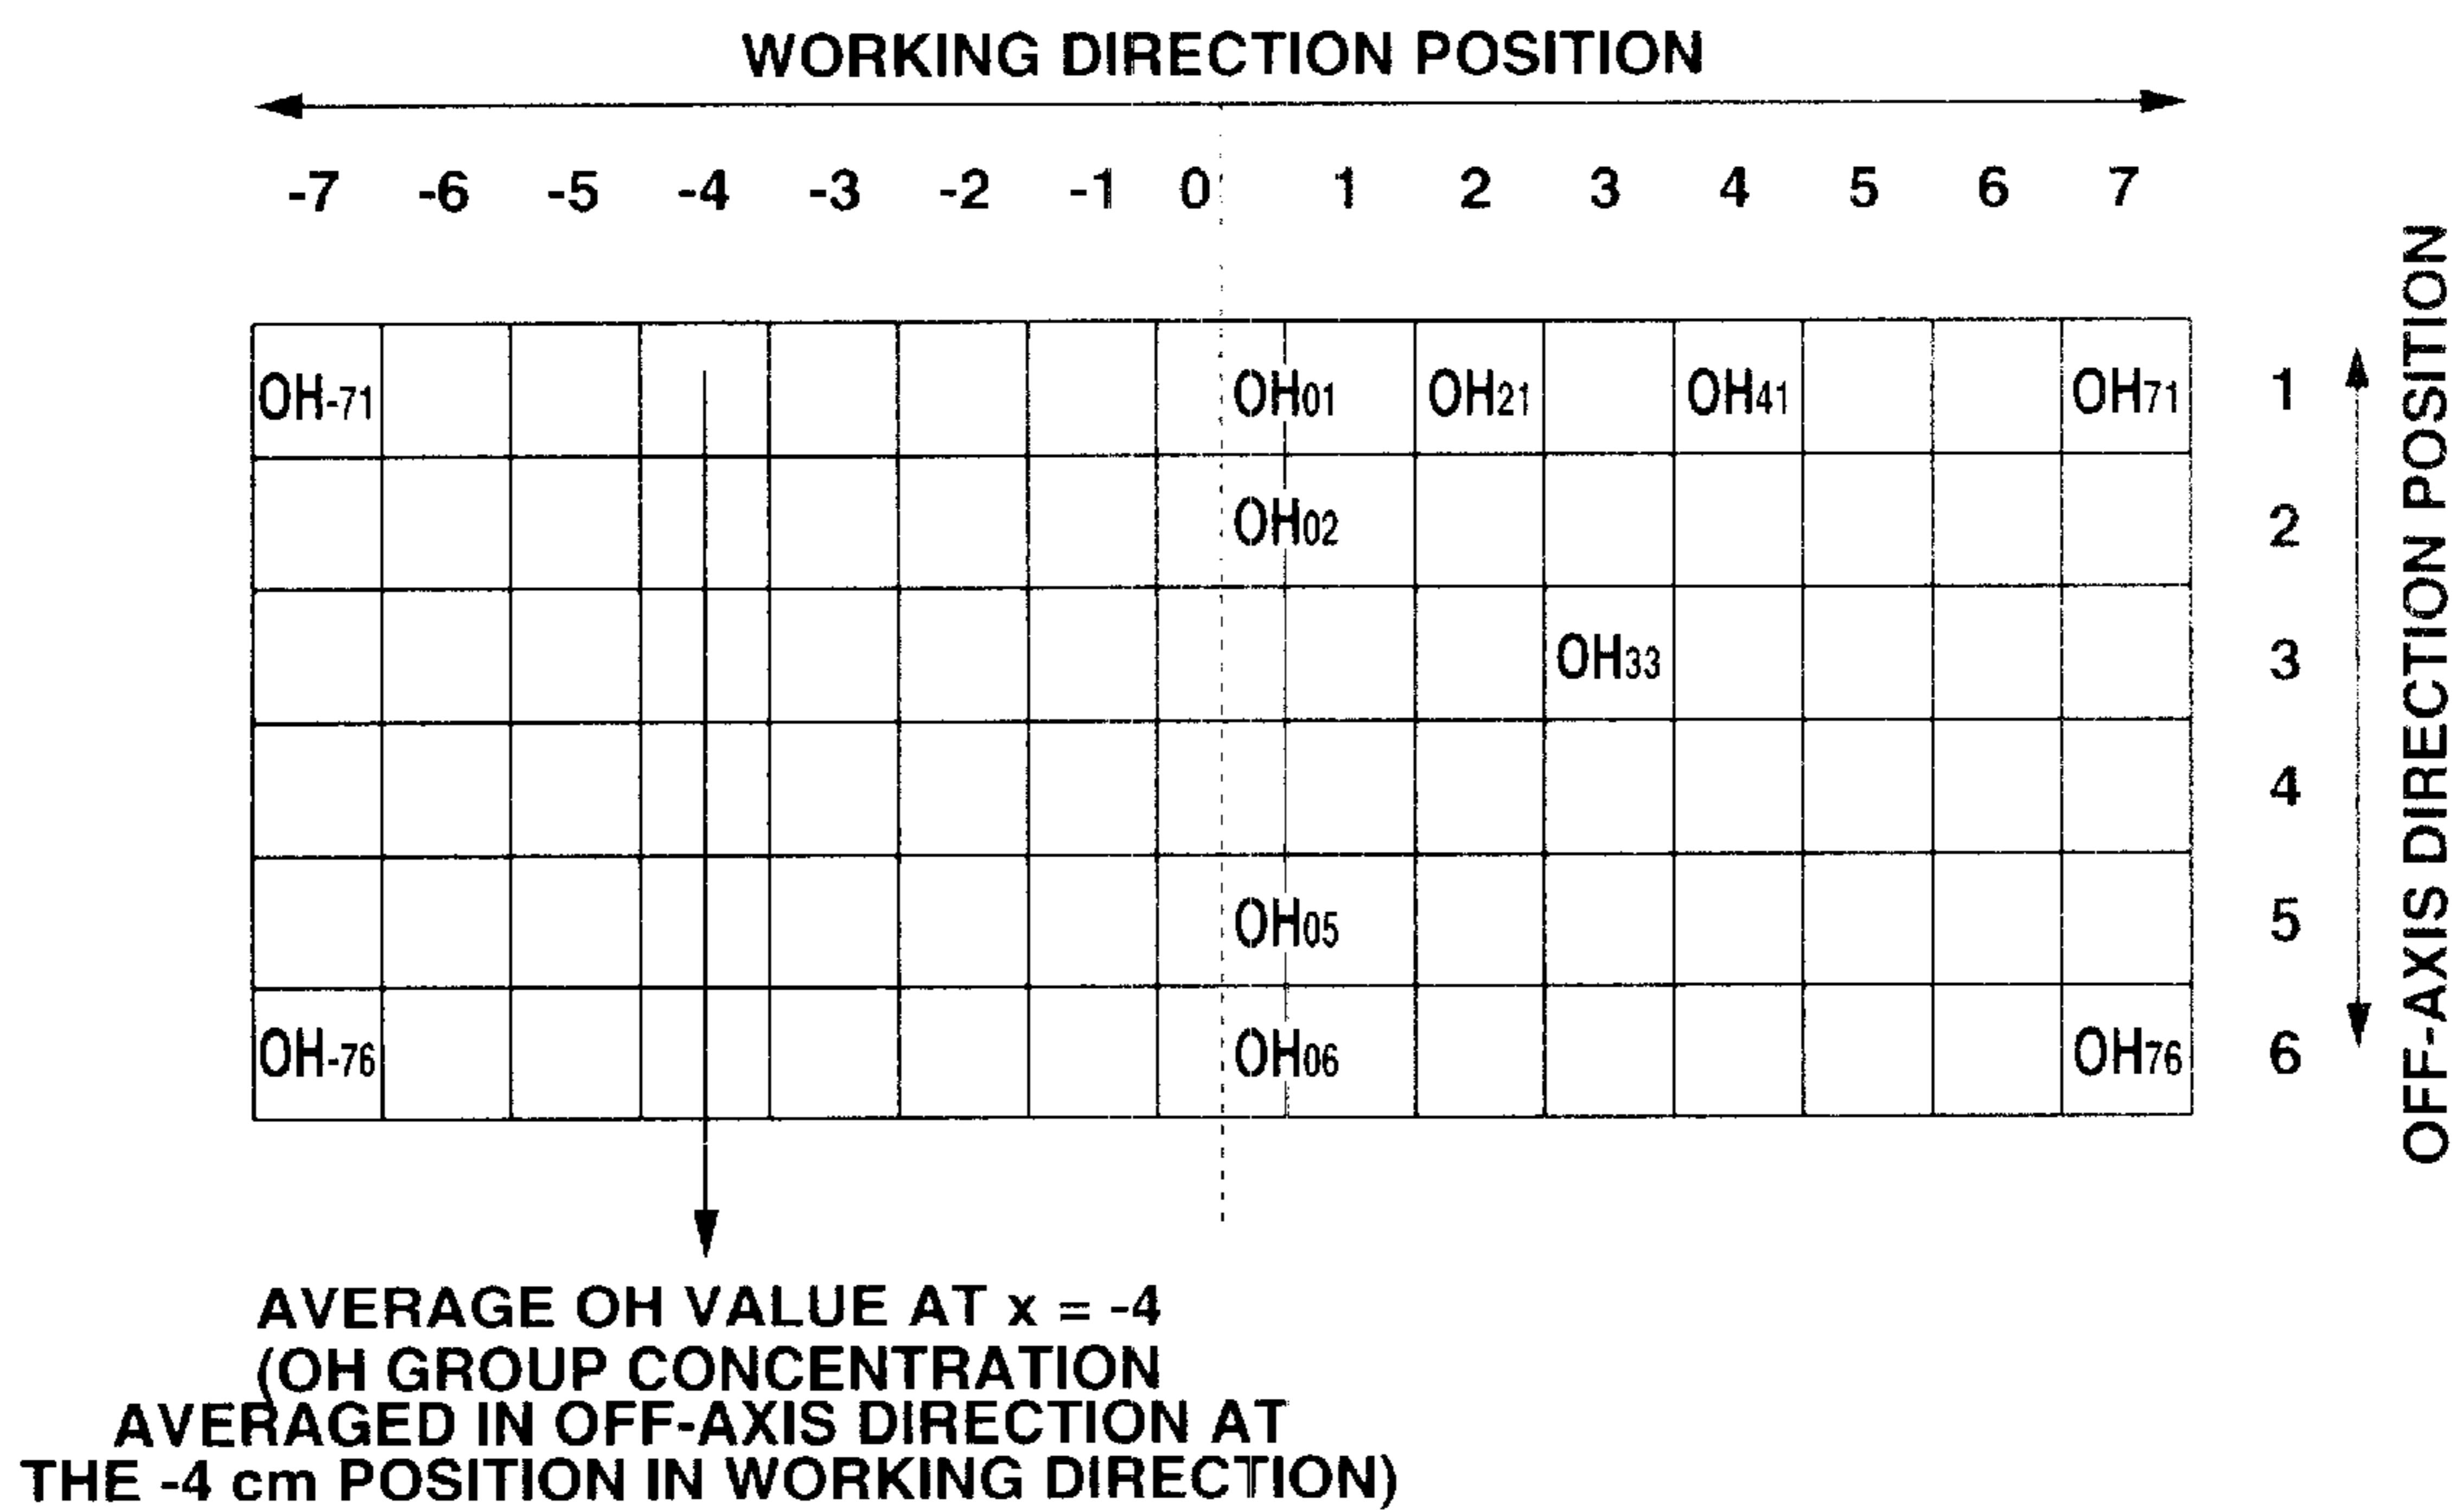 WORKING DIRECTION POSITION
-7 -6 -5 -4 -3 -2 -1 0 1 2 3 4 5 6 7
OH-71 OH01 OH21 OH41 OH71 1
OH02 2
OH33 3
4
OH05 5
OH-76 OH06 OH76 6
OFF-AXIS DIRECTION POSITION
AVERAGE OH VALUE AT x = -4
(OH GROUP CONCENTRATION
AVERAGED IN OFF-AXIS DIRECTION AT
THE -4 cm POSITION IN WORKING DIRECTION)